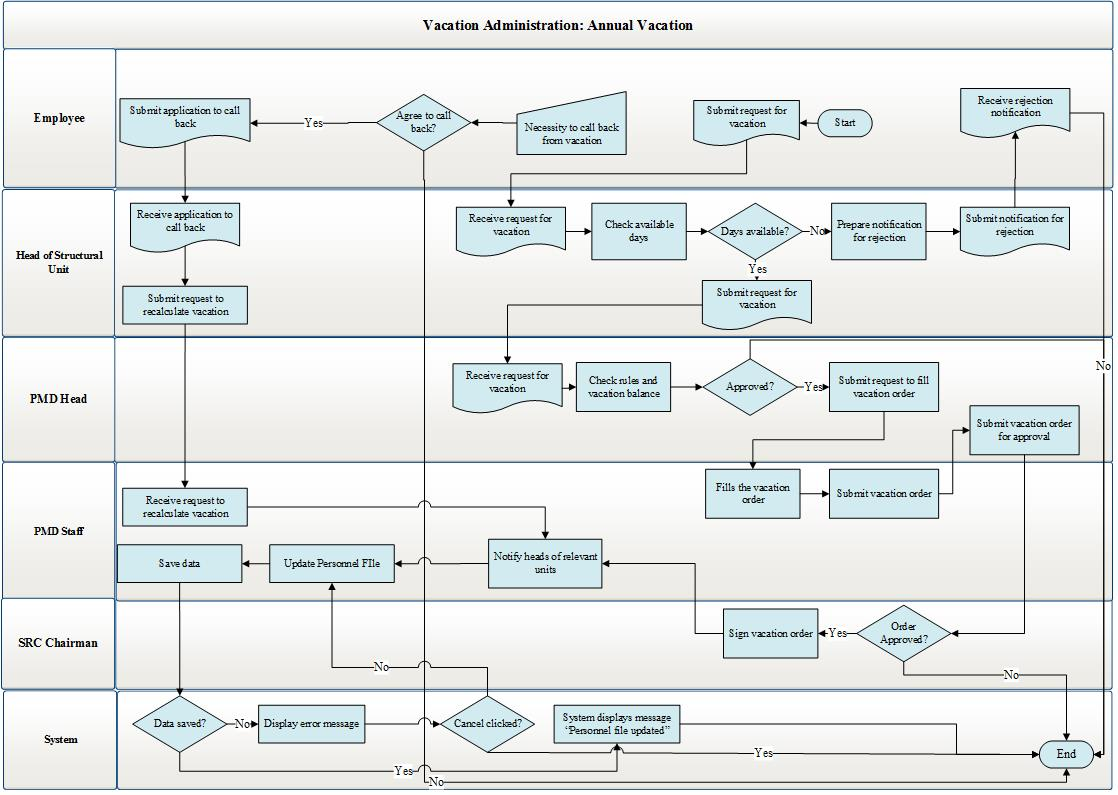 Vacation Administration: Annual Vacation
Employee
Submit application to call
back
Yes
Agree to call
back?
Necessity to call back
from vacation
Submit request for
vacation
Start
Receive rejection
notification
Head of Structural
Unit
Receive application to
call back
Receive request for
vacation
Check available
days
Days available?
No
Prepare notification
for rejection
Submit notification for
rejection
Yes
Submit request to
recalculate vacation
Submit request for
vacation
PMD Head
Receive request for
vacation
Check rules and
vacation balance
Approved?
Yes
Submit request to fill
vacation order
No
Submit vacation order
for approval
PMD Staff
Receive request to
recalculate vacation
Fills the vacation
order
Submit vacation order
Save data
Update Personnel FIle
Notify heads of relevant
units
SRC Chairman
Sign vacation order
Yes
Order
Approved?
No
No
System
Data saved?
No
Display error message
Cancel clicked?
System displays message
“Personnel file updated”
Yes
End
Yes
No